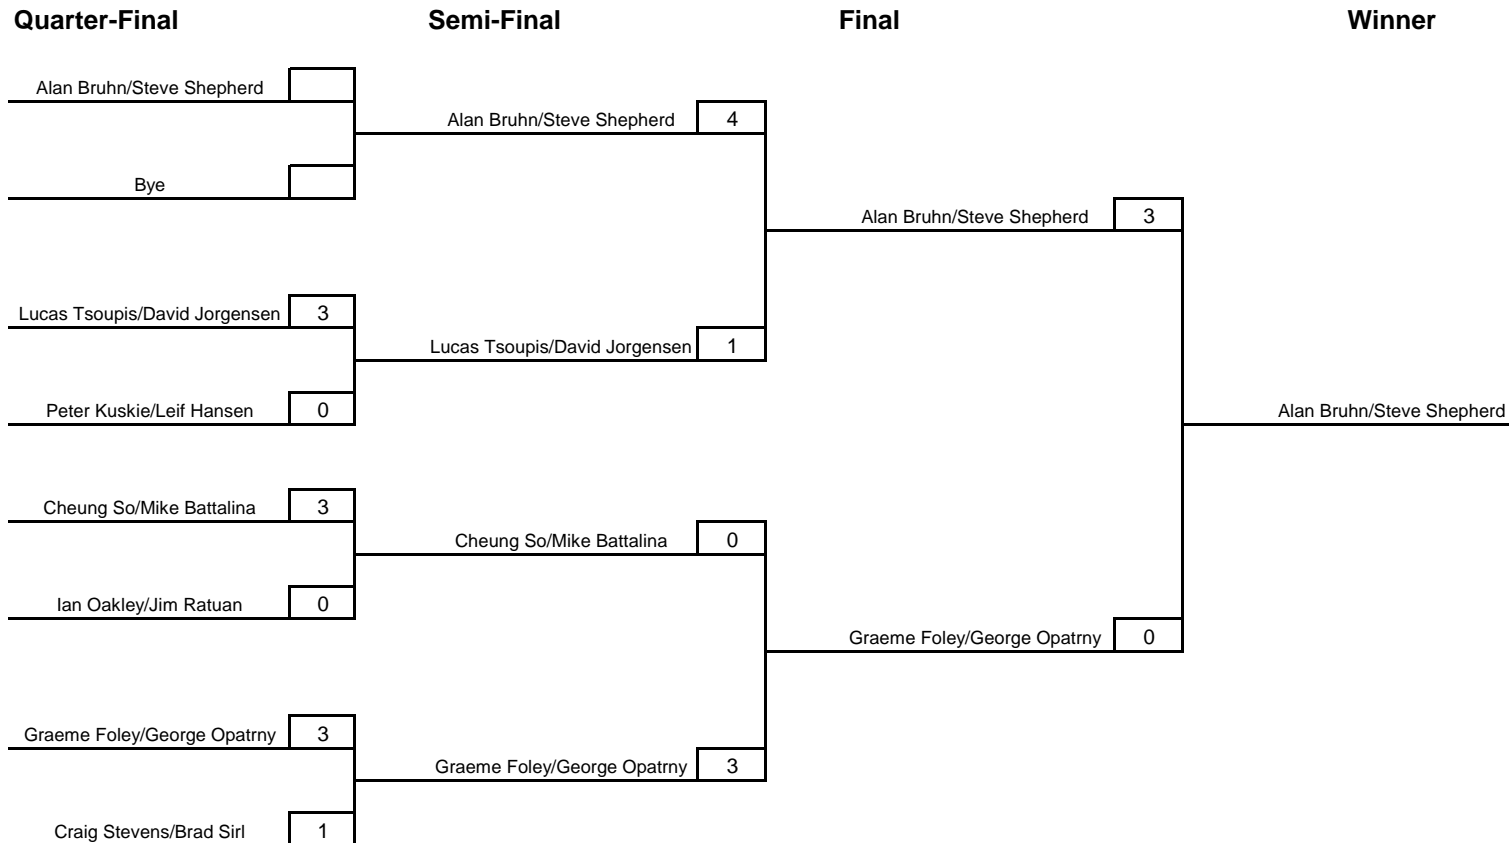 Quarter-Final Semi-Final Final Winner
Alan Bruhn/Steve Shepherd
Alan Bruhn/Steve Shepherd 4
Bye
Alan Bruhn/Steve Shepherd 3
Lucas Tsoupis/David Jorgensen 3
Lucas Tsoupis/David Jorgensen 1
Peter Kuskie/Leif Hansen 0
Alan Bruhn/Steve Shepherd
Cheung So/Mike Battalina 3
Cheung So/Mike Battalina 0
Ian Oakley/Jim Ratuan 0
Graeme Foley/George Opatrny 0
Graeme Foley/George Opatrny 3
Graeme Foley/George Opatrny 3
Craig Stevens/Brad Sirl 1